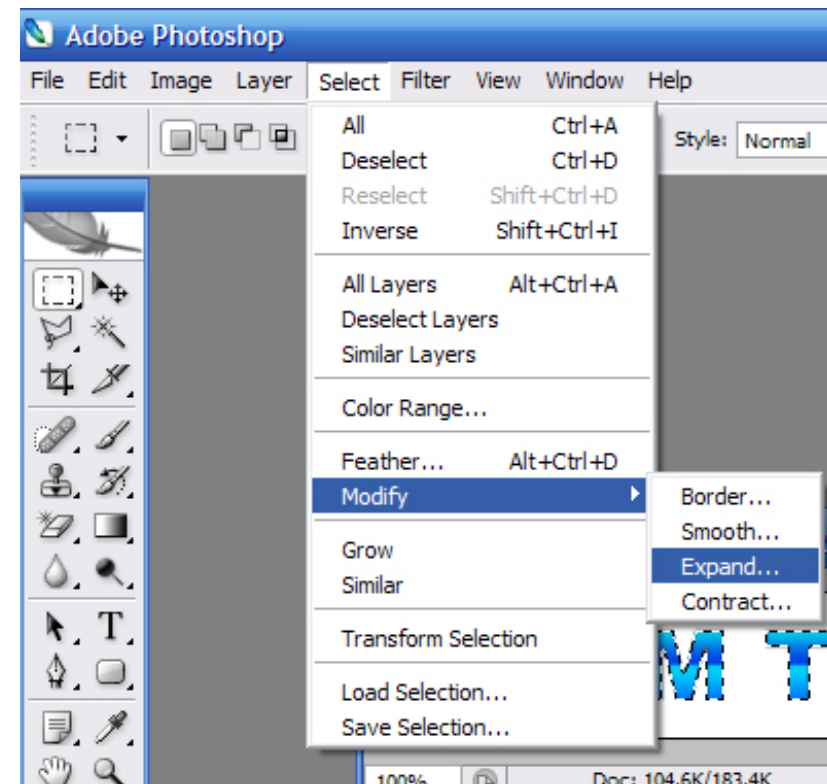 Adobe Photoshop
File Edit Image Layer Select Filter View Window Help
Style: Normal
All Ctrl+A
Deselect Ctrl+D
Reselect Shift+Ctrl+D
Inverse Shift+Ctrl+I
All Layers Alt+Ctrl+A
Deselect Layers
Similar Layers
Color Range...
Feather... Alt+Ctrl+D
Modify
Border...
Smooth...
Expand...
Contract...
Grow
Similar
Transform Selection
Load Selection...
Save Selection...
T
M T
100% Doc: 104.6K/183.4K